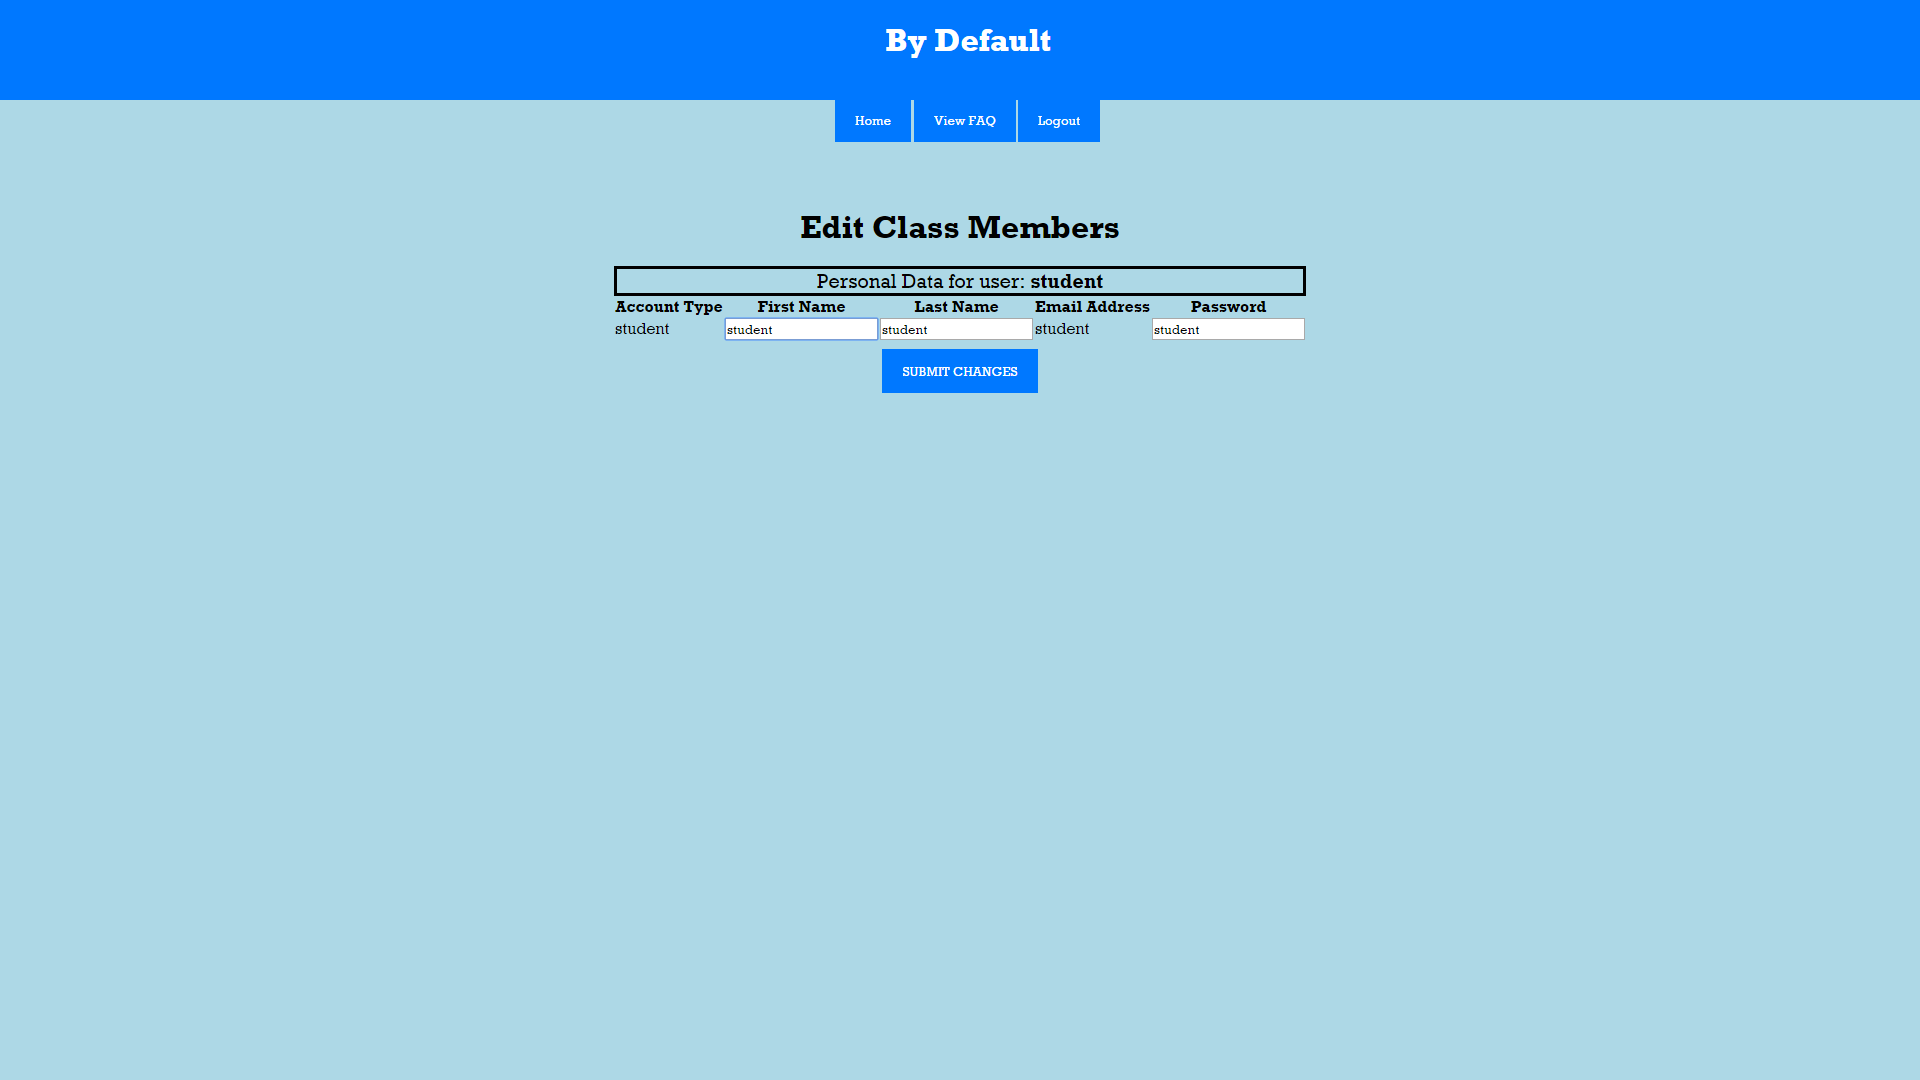 By Default
Home View FAQ Logout
Edit Class Members
Personal Data for user: student
Account Type First Name Last Name Email Address Password
student student student student student
SUBMIT CHANGES